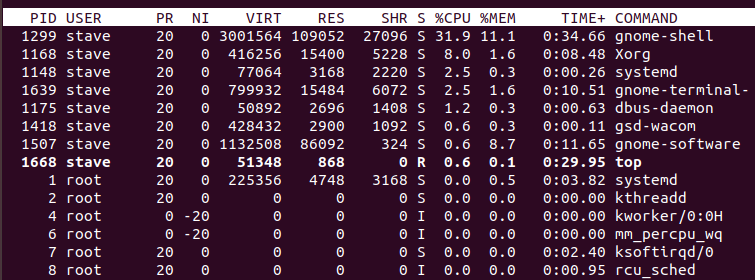 PID USER PR NI VIRT RES SHR S %CPU %MEM TIME+ COMMAND
1299 stave 20 0 3001564 109052 27096 S 31.9 11.1 0:34.66 gnome-shell
1168 stave 20 0 416256 15400 5228 S 8.0 1.6 0:08.48 Xorg
1148 stave 20 0 77064 3168 2220 S 2.5 0.3 0:00.26 systemd
1639 stave 20 0 799932 15484 6072 S 2.5 1.6 0:10.51 gnome-terminal-
1175 stave 20 0 50892 2696 1408 S 1.2 0.3 0:00.63 dbus-daemon
1418 stave 20 0 428432 2900 1092 S 0.6 0.3 0:00.11 gsd-wacom
1507 stave 20 0 1132508 86092 324 S 0.6 8.7 0:11.65 gnome-software
1668 stave 20 0 51348 868 0 R 0.6 0.1 0:29.95 top
1 root 20 0 225356 4748 3168 S 0.0 0.5 0:03.82 systemd
2 root 20 0 0 0 0 S 0.0 0.0 0:00.00 kthreadd
4 root 0 -20 0 0 0 I 0.0 0.0 0:00.00 kworker/0:0H
6 root 0 -20 0 0 0 I 0.0 0.0 0:00.00 mm_percpu_wq
7 root 20 0 0 0 0 S 0.0 0.0 0:02.40 ksoftirqd/0
8 root 20 0 0 0 0 I 0.0 0.0 0:00.95 rcu_sched